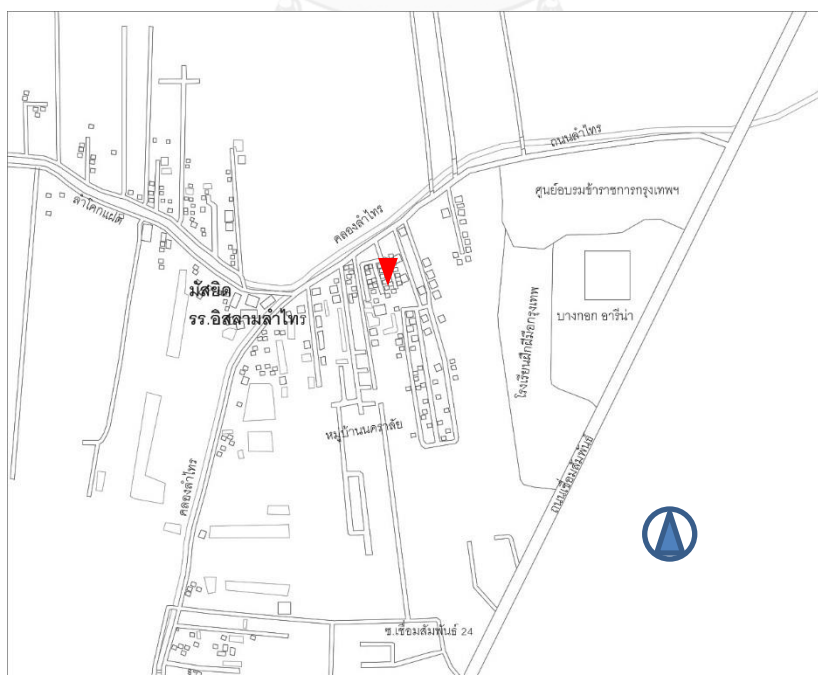 ถนนลำไทร
ศูนย์อบรมข้าราชการกรุงเทพฯ
ลำโคกแฝด
คลองลำไทร
มัสยิด
รร.อิสลามลำไทร
บางกอก อารีน่า
โรงเรียนฝึกฝีมือกรุงเทพ
หมู่บ้านนคราลัย
ถนนเชื่อมสัมพันธ์
คลองลำไทร
ซ.เชื่อมสัมพันธ์ 24